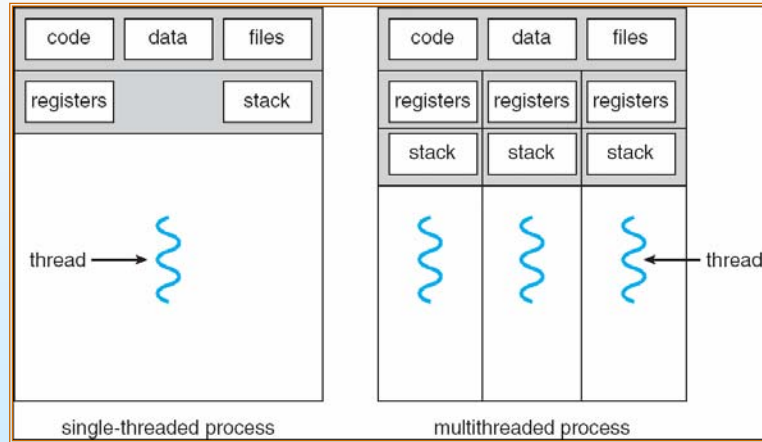 code data files
registers stack
thread
single-threaded process
code data files
registers registers registers
stack stack stack
thread
multithreaded process